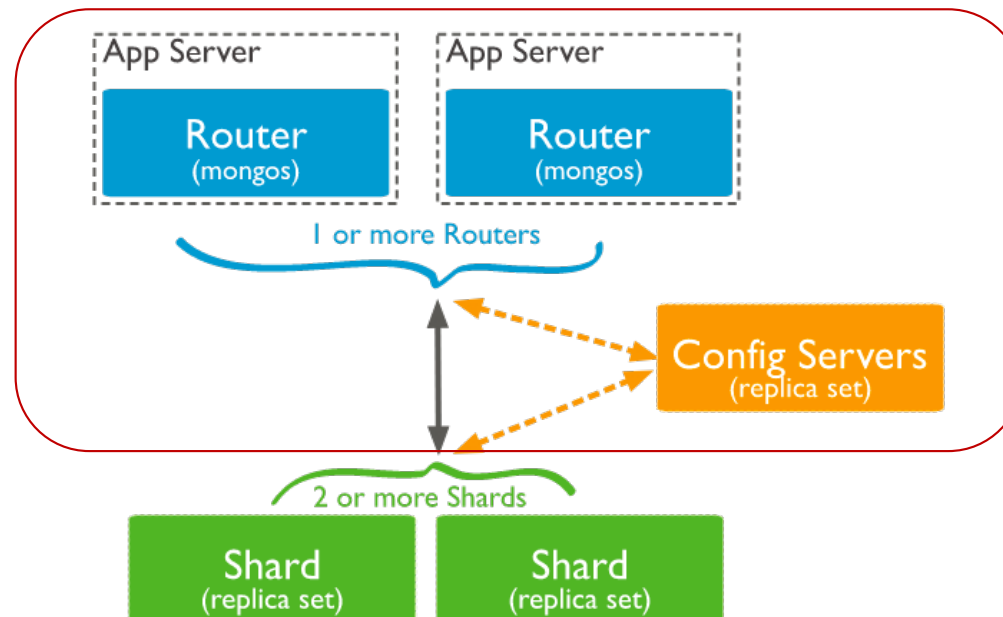 App Server
App Server
Router
(mongos)
Router
(mongos)
1 or more Routers
Config Servers
(replica set)
2 or more Shards
Shard
(replica set)
Shard
(replica set)